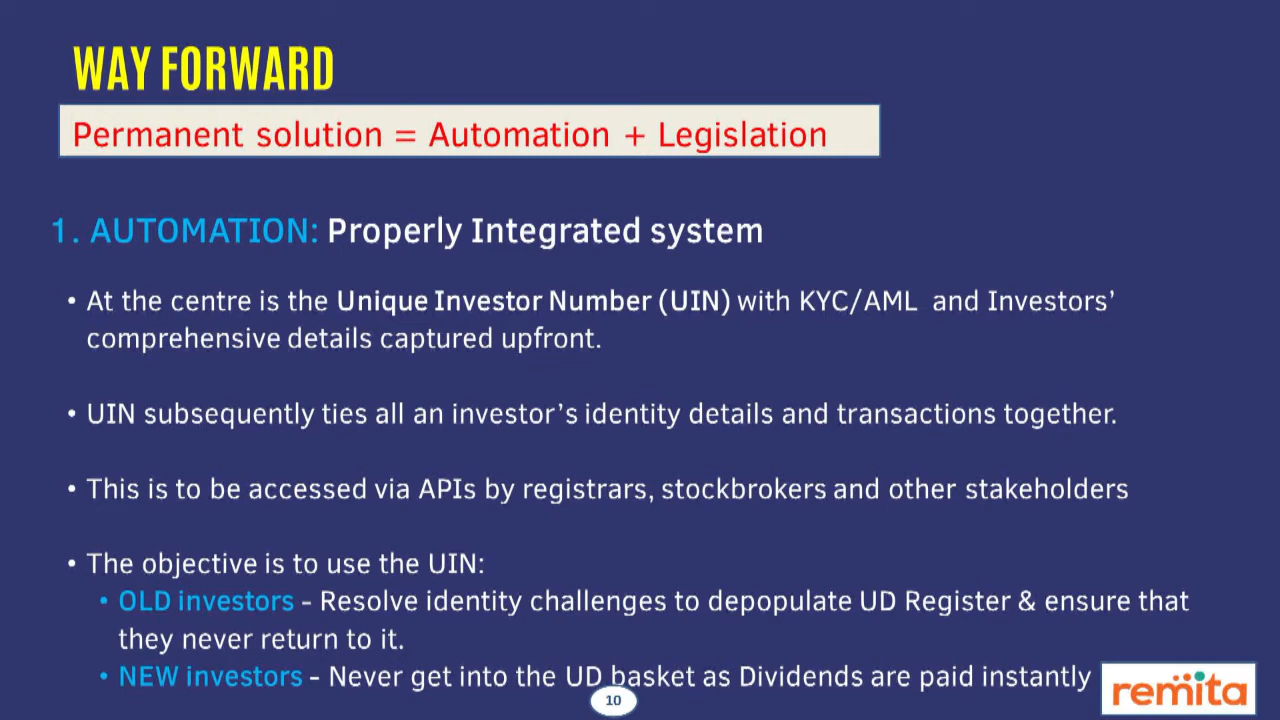 WAY FORWARD
Permanent solution = Automation + Legislation
1. AUTOMATION: Properly Integrated system
• At the centre is the Unique Investor Number (UIN) with KYC/AML and Investors’
comprehensive details captured upfront.
• UIN subsequently ties all an investor’s identity details and transactions together.
• This is to be accessed via APIs by registrars, stockbrokers and other stakeholders
• The objective is to use the UIN:
• OLD investors - Resolve identity challenges to depopulate UD Register & ensure that
they never return to it.
• NEW investors - Never get into the UD basket as Dividends are paid instantly
10
remita